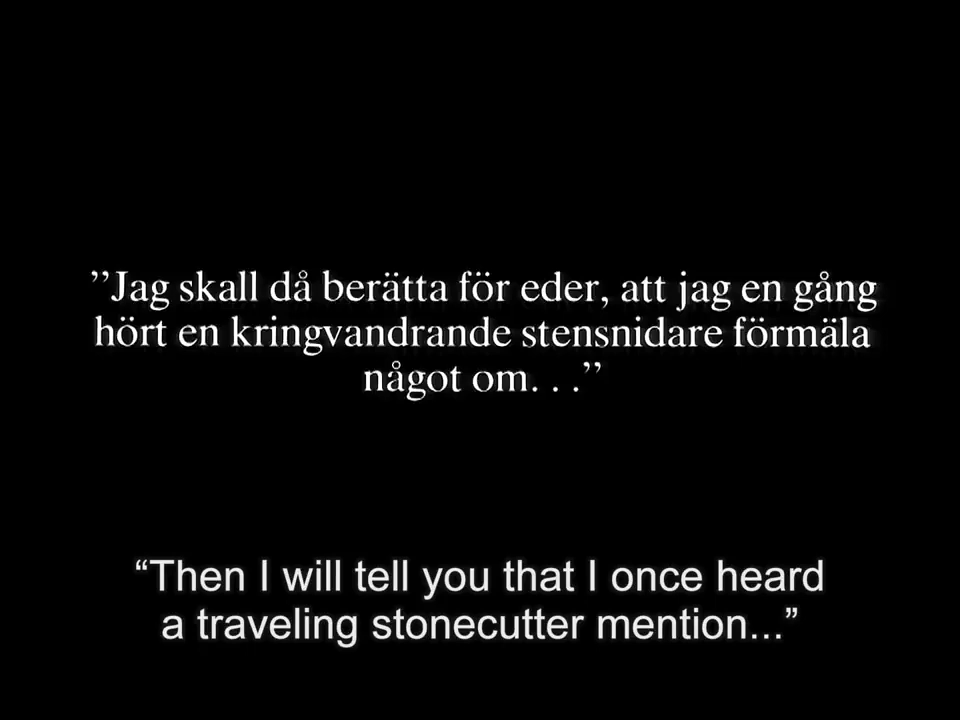 ”Jag skall då berätta för eder, att jag en gång
hört en kringvandrande stensnidare förmäla
något om. . .”
“Then I will tell you that I once heard
a traveling stonecutter mention...”